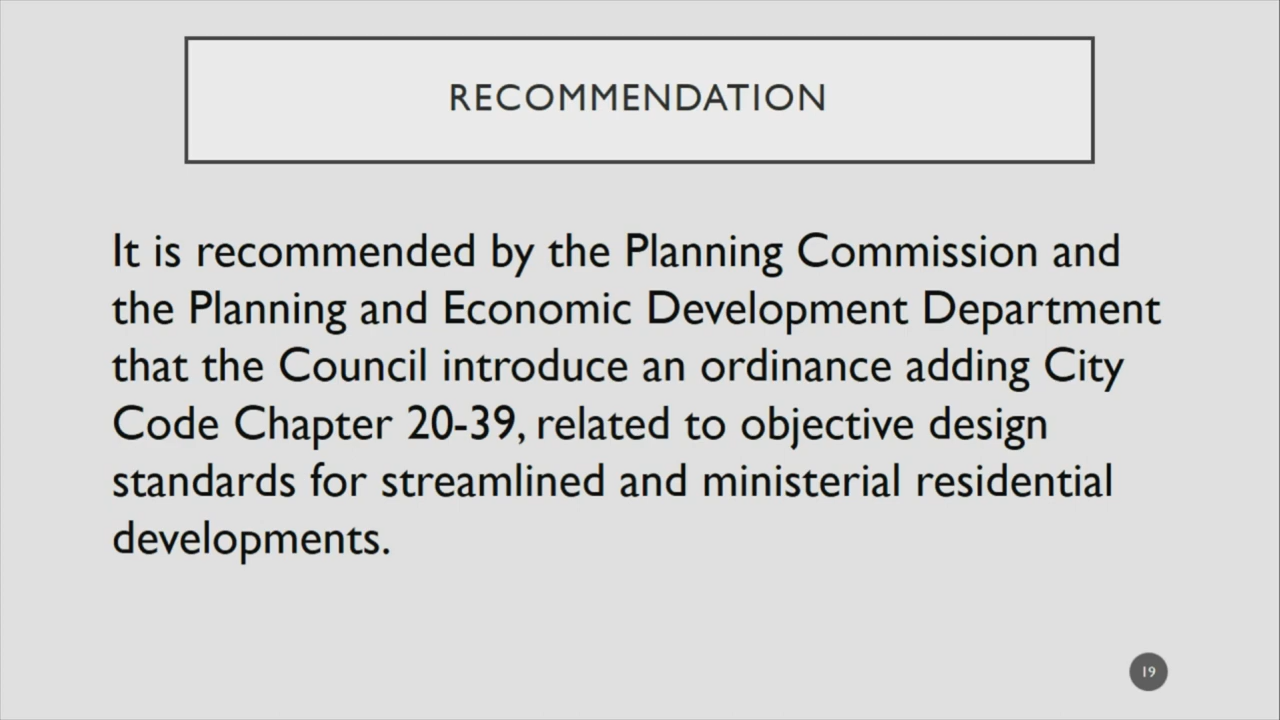 RECOMMENDATION
It is recommended by the Planning Commission and
the Planning and Economic Development Department
that the Council introduce an ordinance adding City
Code Chapter 20-39, related to objective design
standards for streamlined and ministerial residential
developments.
19